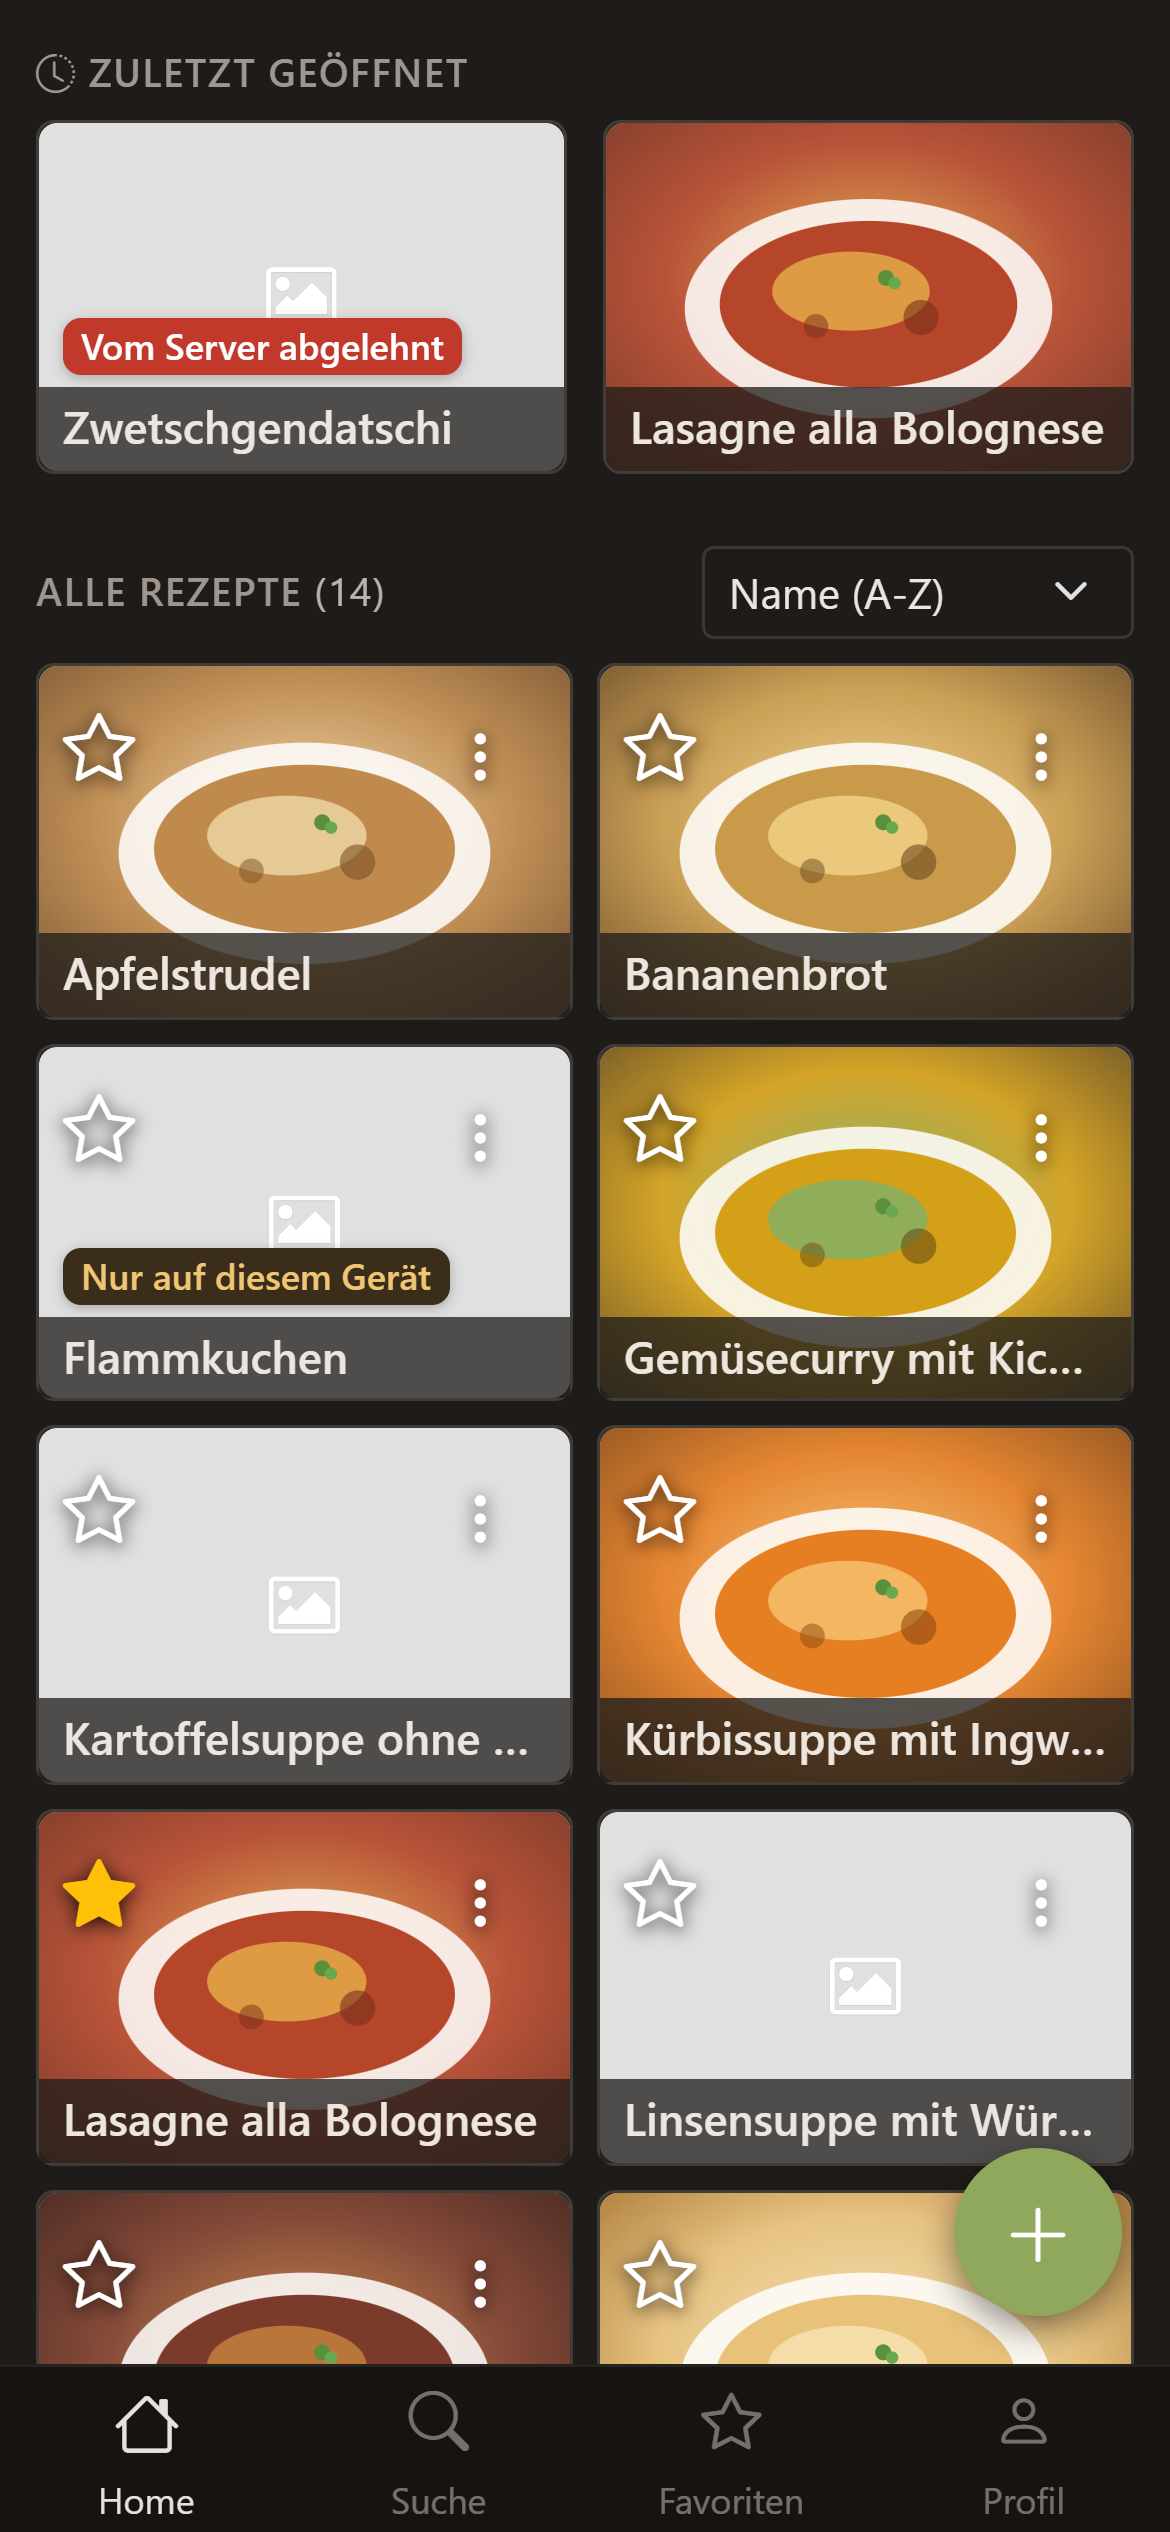 ZULETZT GEÖFFNET
Vom Server abgelehnt
Zwetschgendatschi
Lasagne alla Bolognese
ALLE REZEPTE (14)
Name (A-Z)
Apfelstrudel
Bananenbrot
Nur auf diesem Gerät
Flammkuchen
Gemüsecurry mit Kic...
Kartoffelsuppe ohne ...
Kürbissuppe mit Ingw...
Lasagne alla Bolognese
Linsensuppe mit Wür...
Home
Suche
Favoriten
Profil